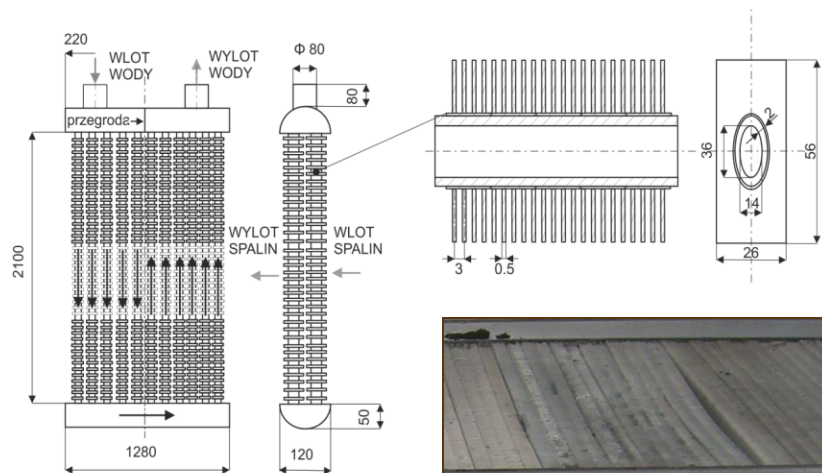 220
WLOT
WODY
WYLOT
WODY
przegroda
2100
1280
Φ 80
80
WYLOT
SPALIN
WLOT
SPALIN
50
120
3
0.5
2
36
14
56
26